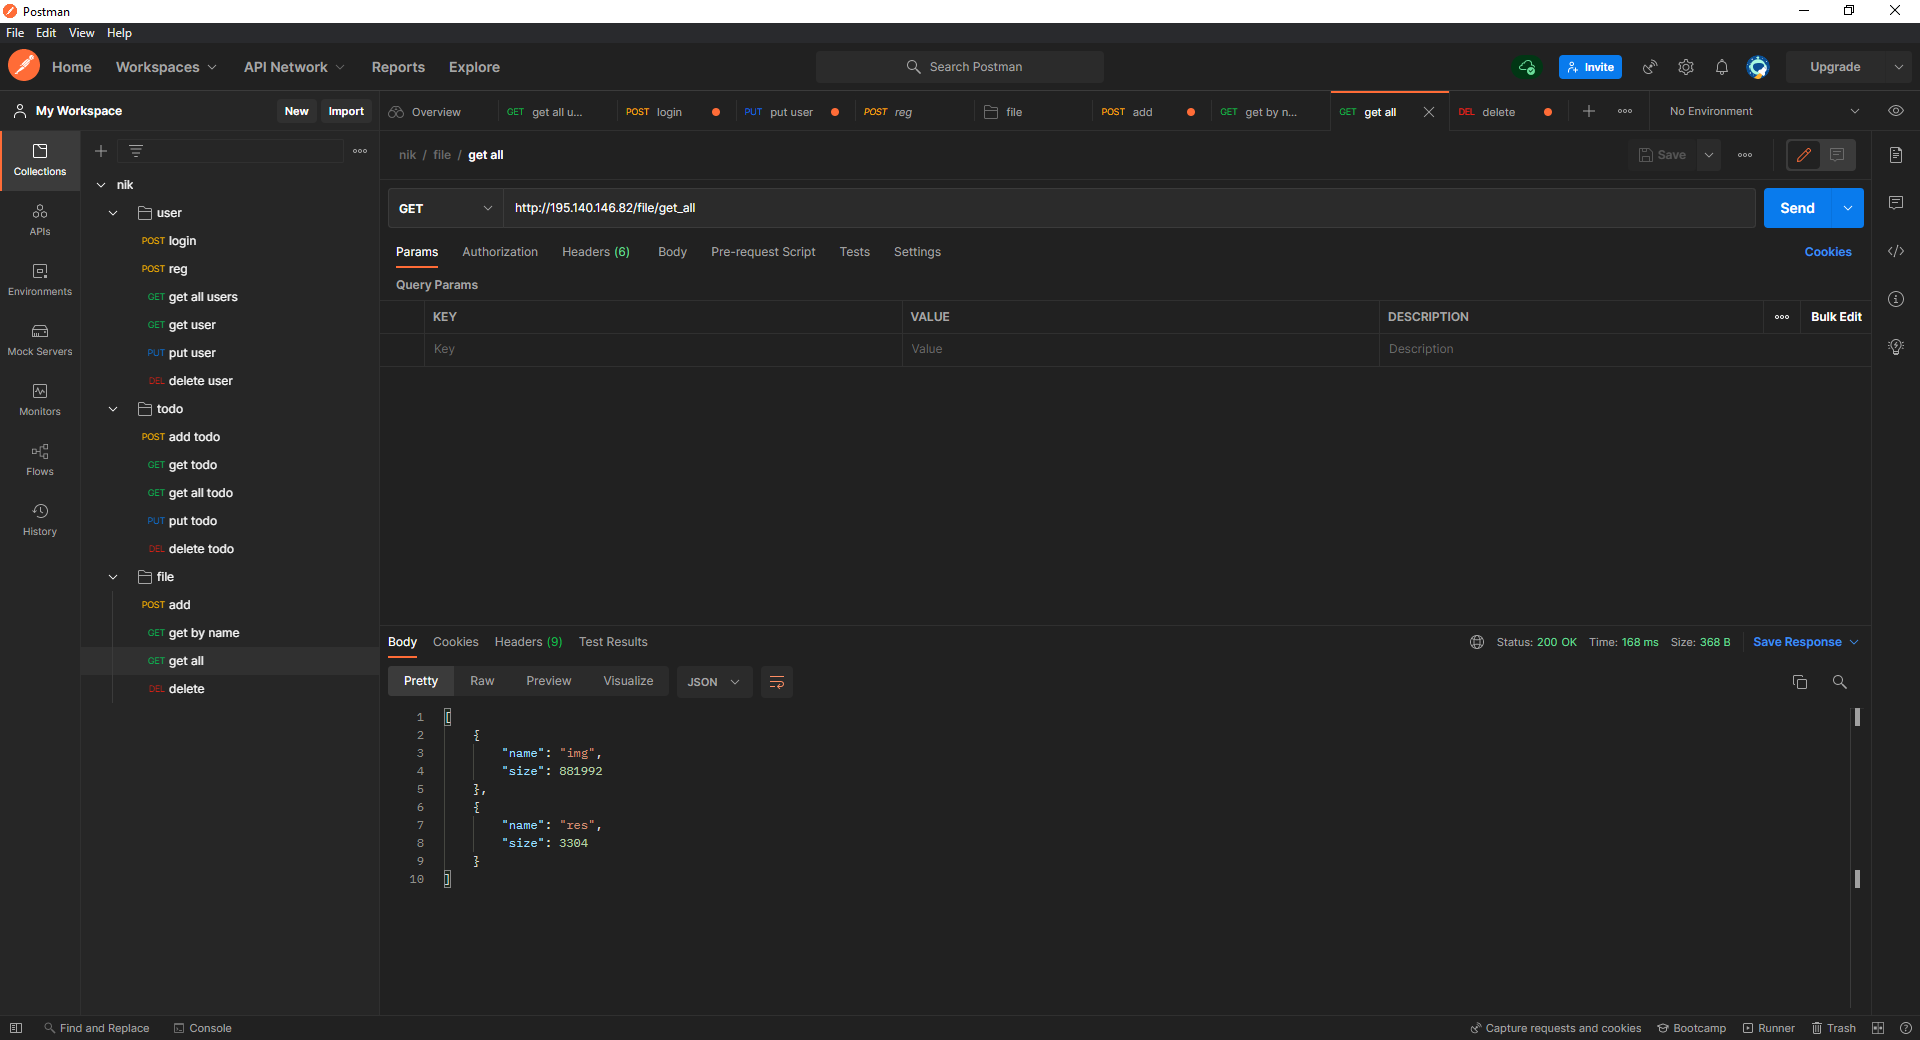 Postman
File Edit View Help
Home Workspaces API Network Reports Explore Search Postman Invite Upgrade
My Workspace New Import Overview GET get all u... POST login PUT put user POST reg file POST add GET get by n... GET get all DEL delete No Environment
Collections
APIs
Environments
Mock Servers
Monitors
Flows
History
nik
user
POST login
POST reg
GET get all users
GET get user
PUT put user
DEL delete user
todo
POST add todo
GET get todo
GET get all todo
PUT put todo
DEL delete todo
file
POST add
GET get by name
GET get all
DEL delete
nik / file / get all Save
GET http://195.140.146.82/file/get_all Send
Params Authorization Headers (6) Body Pre-request Script Tests Settings Cookies
Query Params
KEY VALUE DESCRIPTION Bulk Edit
Key Value Description
Body Cookies Headers (9) Test Results Status: 200 OK Time: 168 ms Size: 368 B Save Response
Pretty Raw Preview Visualize JSON
1 [
2 {
3 "name": "img",
4 "size": 881992
5 },
6 {
7 "name": "res",
8 "size": 3304
9 }
10 ]
Find and Replace Console Capture requests and cookies Bootcamp Runner Trash